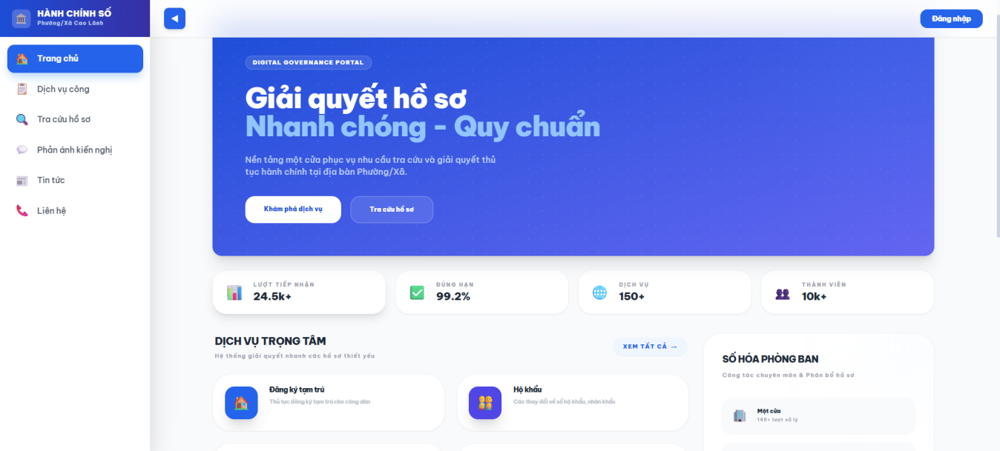 HÀNH CHÍNH SỐ
Phường/Xã Cao Lãnh
Trang chủ
Dịch vụ công
Tra cứu hồ sơ
Phản ánh kiến nghị
Tin tức
Liên hệ
Đăng nhập
DIGITAL GOVERNANCE PORTAL
Giải quyết hồ sơ
Nhanh chóng - Quy chuẩn
Nền tảng một cửa phục vụ nhu cầu tra cứu và giải quyết thủ
tục hành chính tại địa bàn Phường/Xã.
Khám phá dịch vụ
Tra cứu hồ sơ
LƯỢT TIẾP NHẬN
24.5k+
ĐÚNG HẠN
99.2%
DỊCH VỤ
150+
THÀNH VIÊN
10k+
DỊCH VỤ TRỌNG TÂM
Hệ thống giải quyết nhanh các hồ sơ thiết yếu
XEM TẤT CẢ →
Đăng ký tạm trú
Thủ tục đăng ký tạm trú cho công dân
Hộ khẩu
Các thay đổi về sổ hộ khẩu, nhân khẩu
SỐ HÓA PHÒNG BAN
Công tác chuyên môn & Phân bổ hồ sơ
Một cửa
145+ lượt xử lý